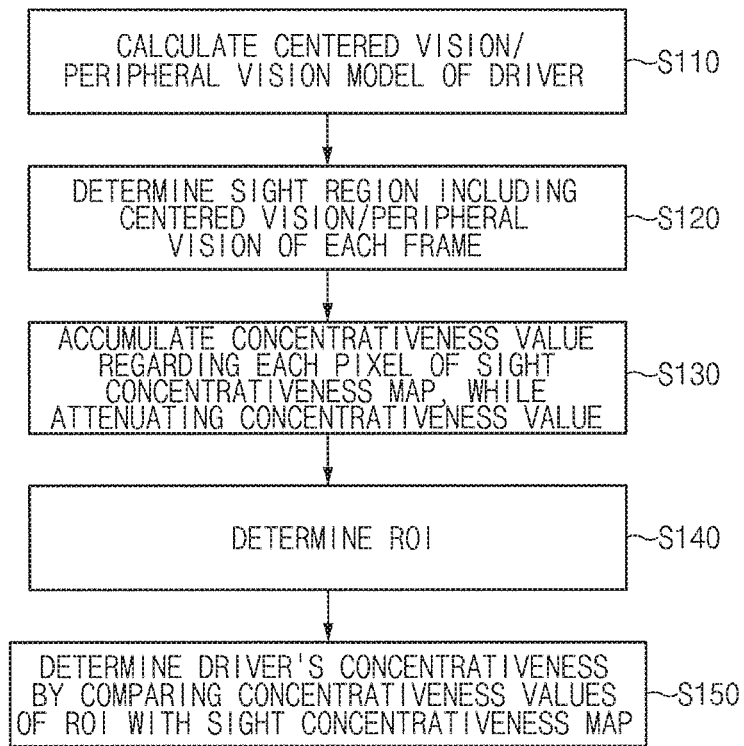 CALCULATE CENTERED VISION/
PERIPHERAL VISION MODEL OF DRIVER
S110
DETERMINE SIGHT REGION INCLUDING
CENTERED VISION/PERIPHERAL
VISION OF EACH FRAME
S120
ACCUMULATE CONCENTRATIVENESS VALUE
REGARDING EACH PIXEL OF SIGHT
CONCENTRATIVENESS MAP, WHILE
ATTENUATING CONCENTRATIVENESS VALUE
S130
DETERMINE ROI
S140
DETERMINE DRIVER'S CONCENTRATIVENESS
BY COMPARING CONCENTRATIVENESS VALUES
OF ROI WITH SIGHT CONCENTRATIVENESS MAP
S150